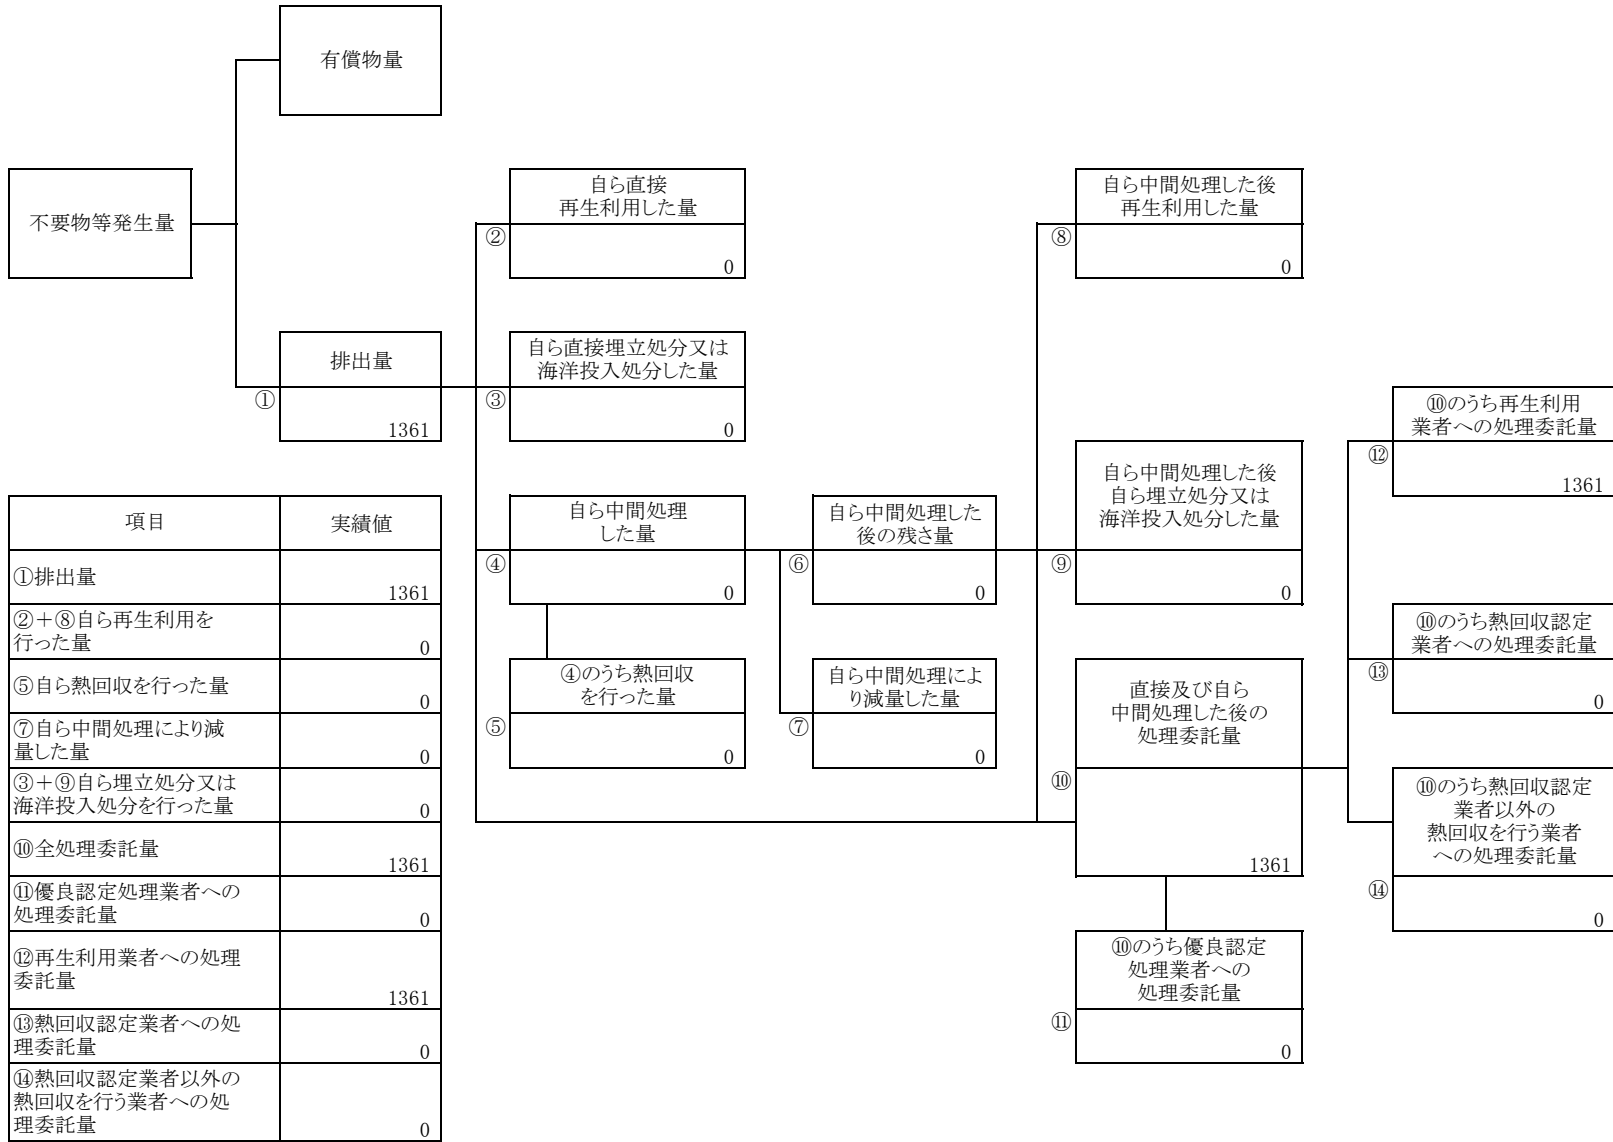 有償物量
不要物等発生量
自ら直接
再生利用した量
②
0
自ら中間処理した後
再生利用した量
⑧
0
排出量
①
1361
自ら直接埋立処分又は
海洋投入処分した量
③
0
⑩のうち再生利用
業者への処理委託量
⑫
1361
自ら中間処理
した量
④
0
自ら中間処理した
後の残さ量
⑥
0
自ら中間処理した後
自ら埋立処分又は
海洋投入処分した量
⑨
0
⑩のうち熱回収認定
業者への処理委託量
⑬
0
④のうち熱回収
を行った量
⑤
0
自ら中間処理によ
り減量した量
⑦
0
直接及び自ら
中間処理した後の
処理委託量
⑩
1361
⑩のうち熱回収認定
業者以外の
熱回収を行う業者
への処理委託量
⑭
0
⑩のうち優良認定
処理業者への
処理委託量
⑪
0
項目
実績値
①排出量
1361
②+⑧自ら再生利用を
行った量
0
⑤自ら熱回収を行った量
0
⑦自ら中間処理により減
量した量
0
③+⑨自ら埋立処分又は
海洋投入処分を行った量
0
⑩全処理委託量
1361
⑪優良認定処理業者への
処理委託量
0
⑫再生利用業者への処理
委託量
1361
⑬熱回収認定業者への処
理委託量
0
⑭熱回収認定業者以外の
熱回収を行う業者への処
理委託量
0